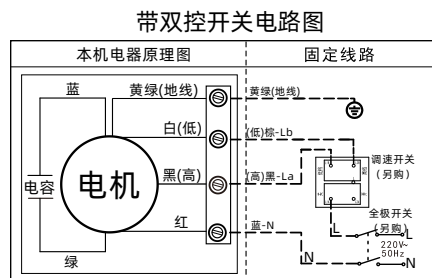 带双控开关电路图
本机电器原理图
固定线路
蓝
黄绿(地线)
黄绿(地线)
白(低)
(低)棕-Lb
调速开关
(另购)
电容
电机
黑(高)
(高)黑-La
全极开关
(另购)
红
蓝-N
L
L
220V~
50Hz
绿
N
N